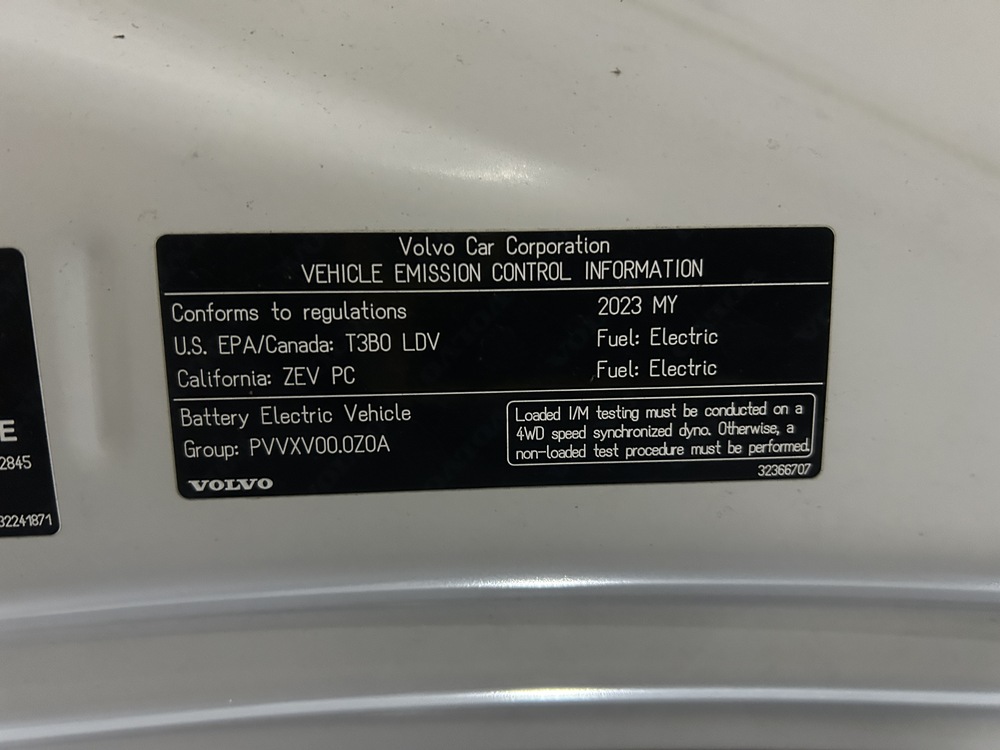 Volvo Car Corporation
VEHICLE EMISSION CONTROL INFORMATION
Conforms to regulations 2023 MY
U.S. EPA/Canada: T3B0 LDV Fuel: Electric
California: ZEV PC Fuel: Electric
Battery Electric Vehicle
Group: PVVXV00.0Z0A
Loaded I/M testing must be conducted on a
4WD speed synchronized dyno. Otherwise, a
non-loaded test procedure must be performed.
32366707
VOLVO
E
2845
32241871